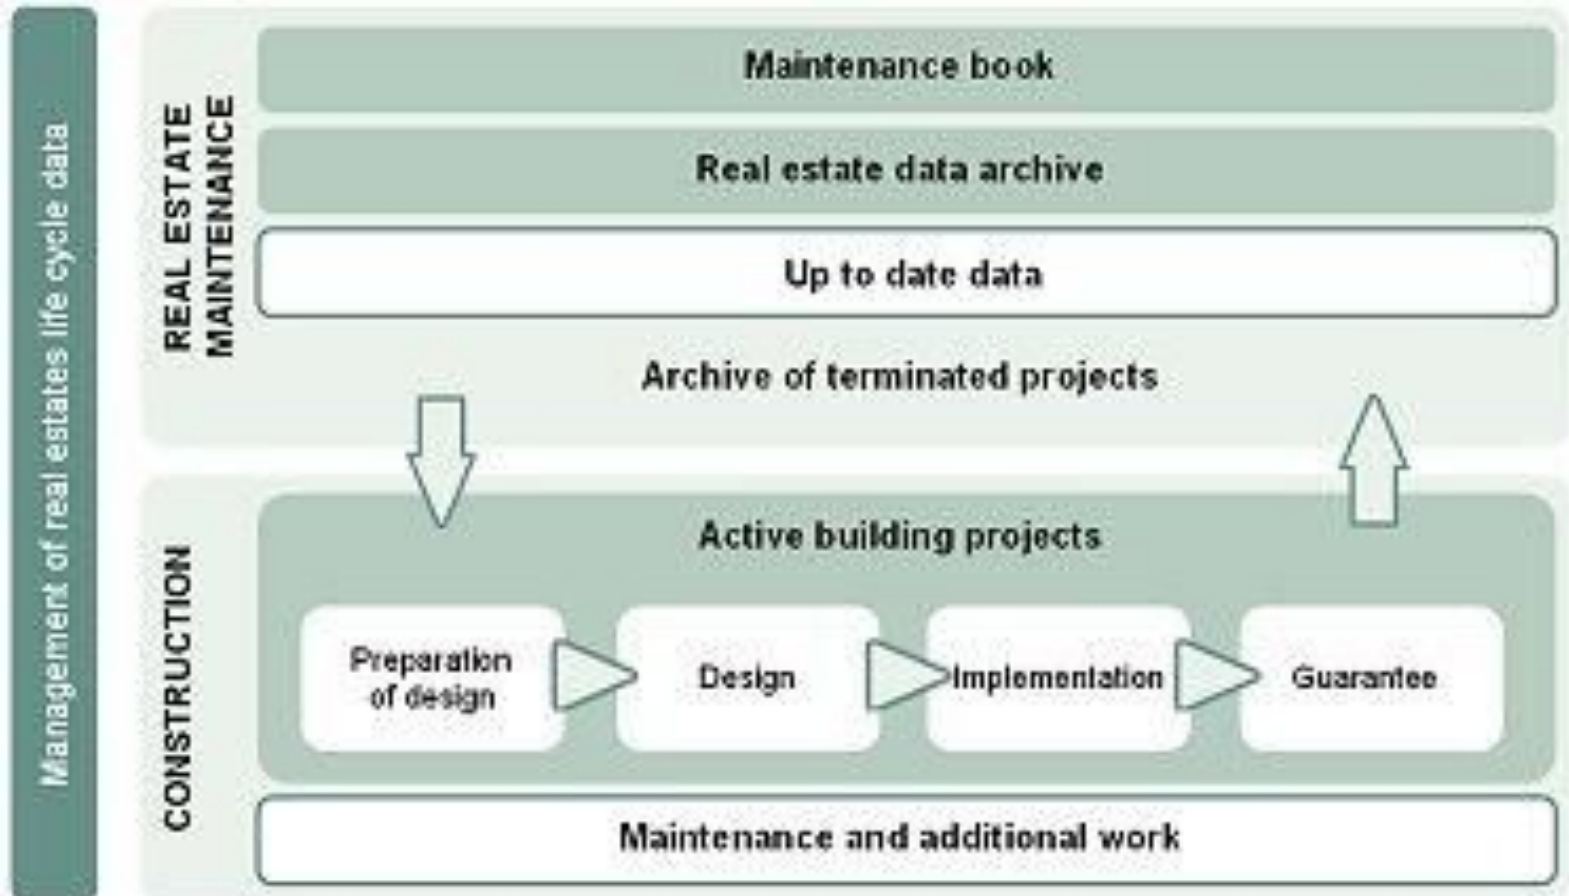 Management of real estates life cycle data
REAL ESTATE
MAINTENANCE
Maintenance book
Real estate data archive
Up to date data
Archive of terminated projects
CONSTRUCTION
Active building projects
Preparation
of design
Design
Implementation
Guarantee
Maintenance and additional work